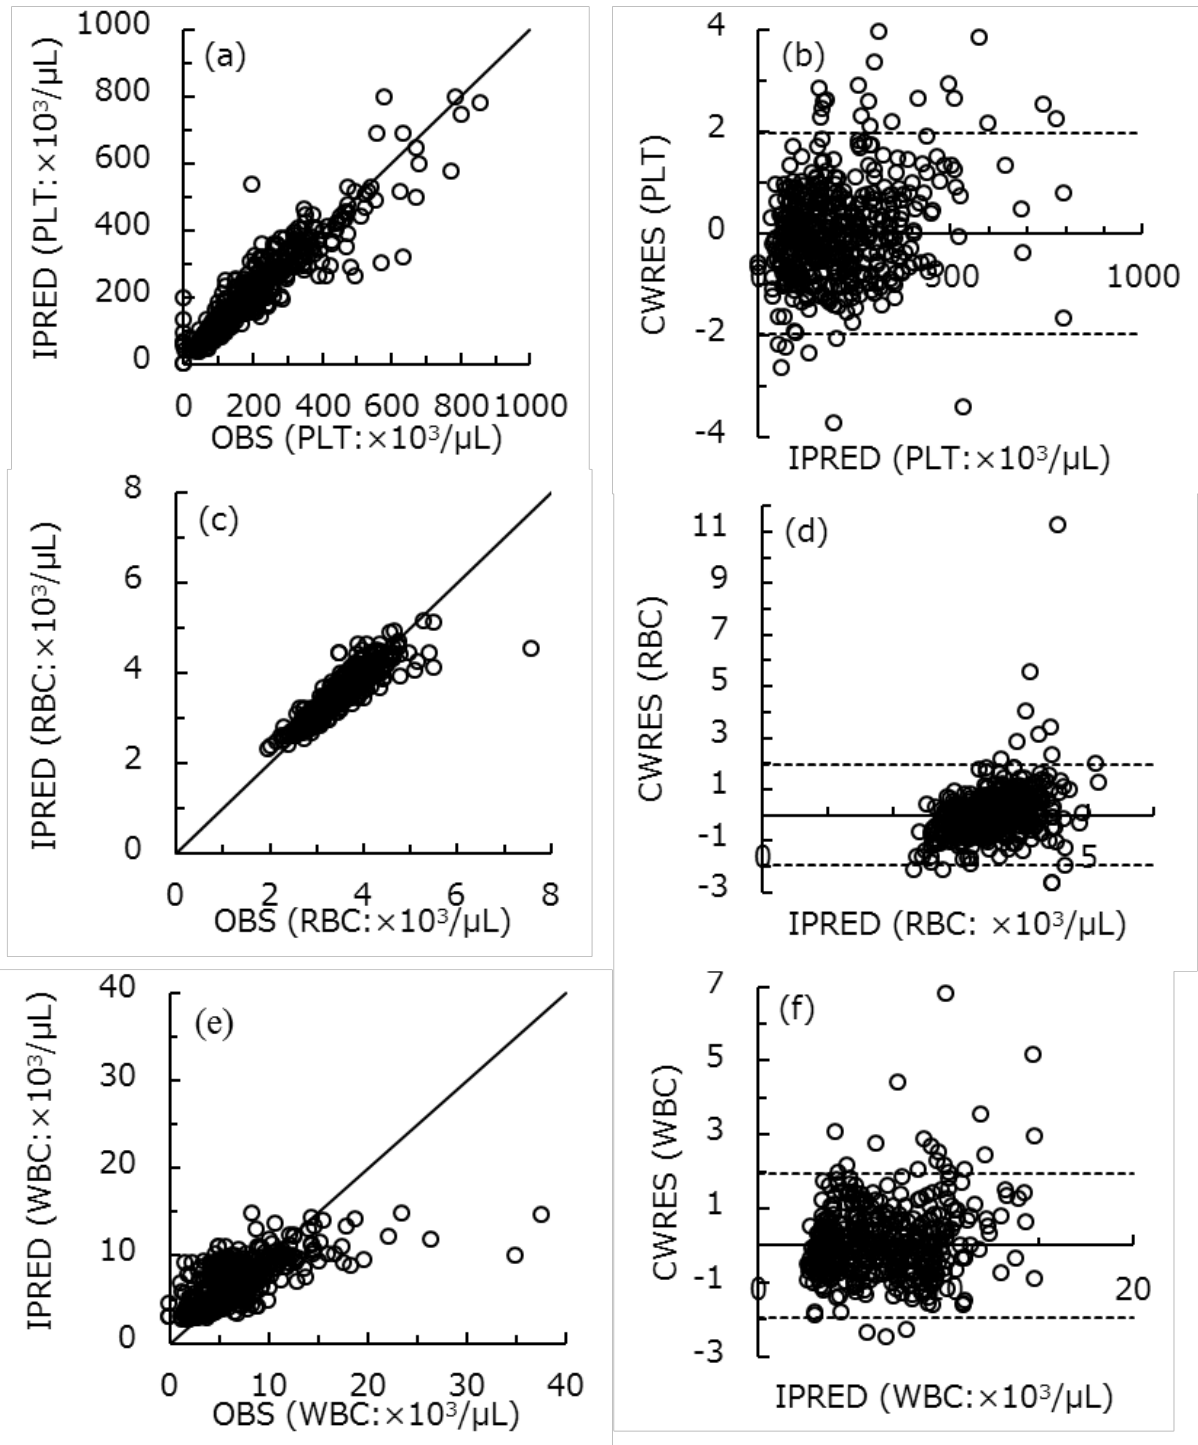 (a)
IPRED (PLT:×10³/µL)
1000
800
600
400
200
0
0 200 400 600 800 1000
OBS (PLT:×10³/µL)
(b)
CWRES (PLT)
4
2
0
-2
-4
0 500 1000
IPRED (PLT:×10³/µL)
(c)
IPRED (RBC:×10³/µL)
8
6
4
2
0
0 2 4 6 8
OBS (RBC:×10³/µL)
(d)
CWRES (RBC)
11
9
7
5
3
1
-1
-3
0 5
IPRED (RBC: ×10³/µL)
(e)
IPRED (WBC:×10³/µL)
40
30
20
10
0
0 10 20 30 40
OBS (WBC:×10³/µL)
(f)
CWRES (WBC)
7
5
3
1
-1
-3
0 20
IPRED (WBC:×10³/µL)